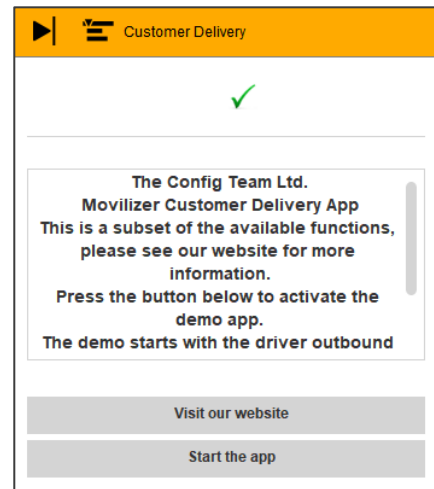 Customer Delivery
The Config Team Ltd.
Movilizer Customer Delivery App
This is a subset of the available functions,
please see our website for more
information.
Press the button below to activate the
demo app.
The demo starts with the driver outbound
Visit our website
Start the app